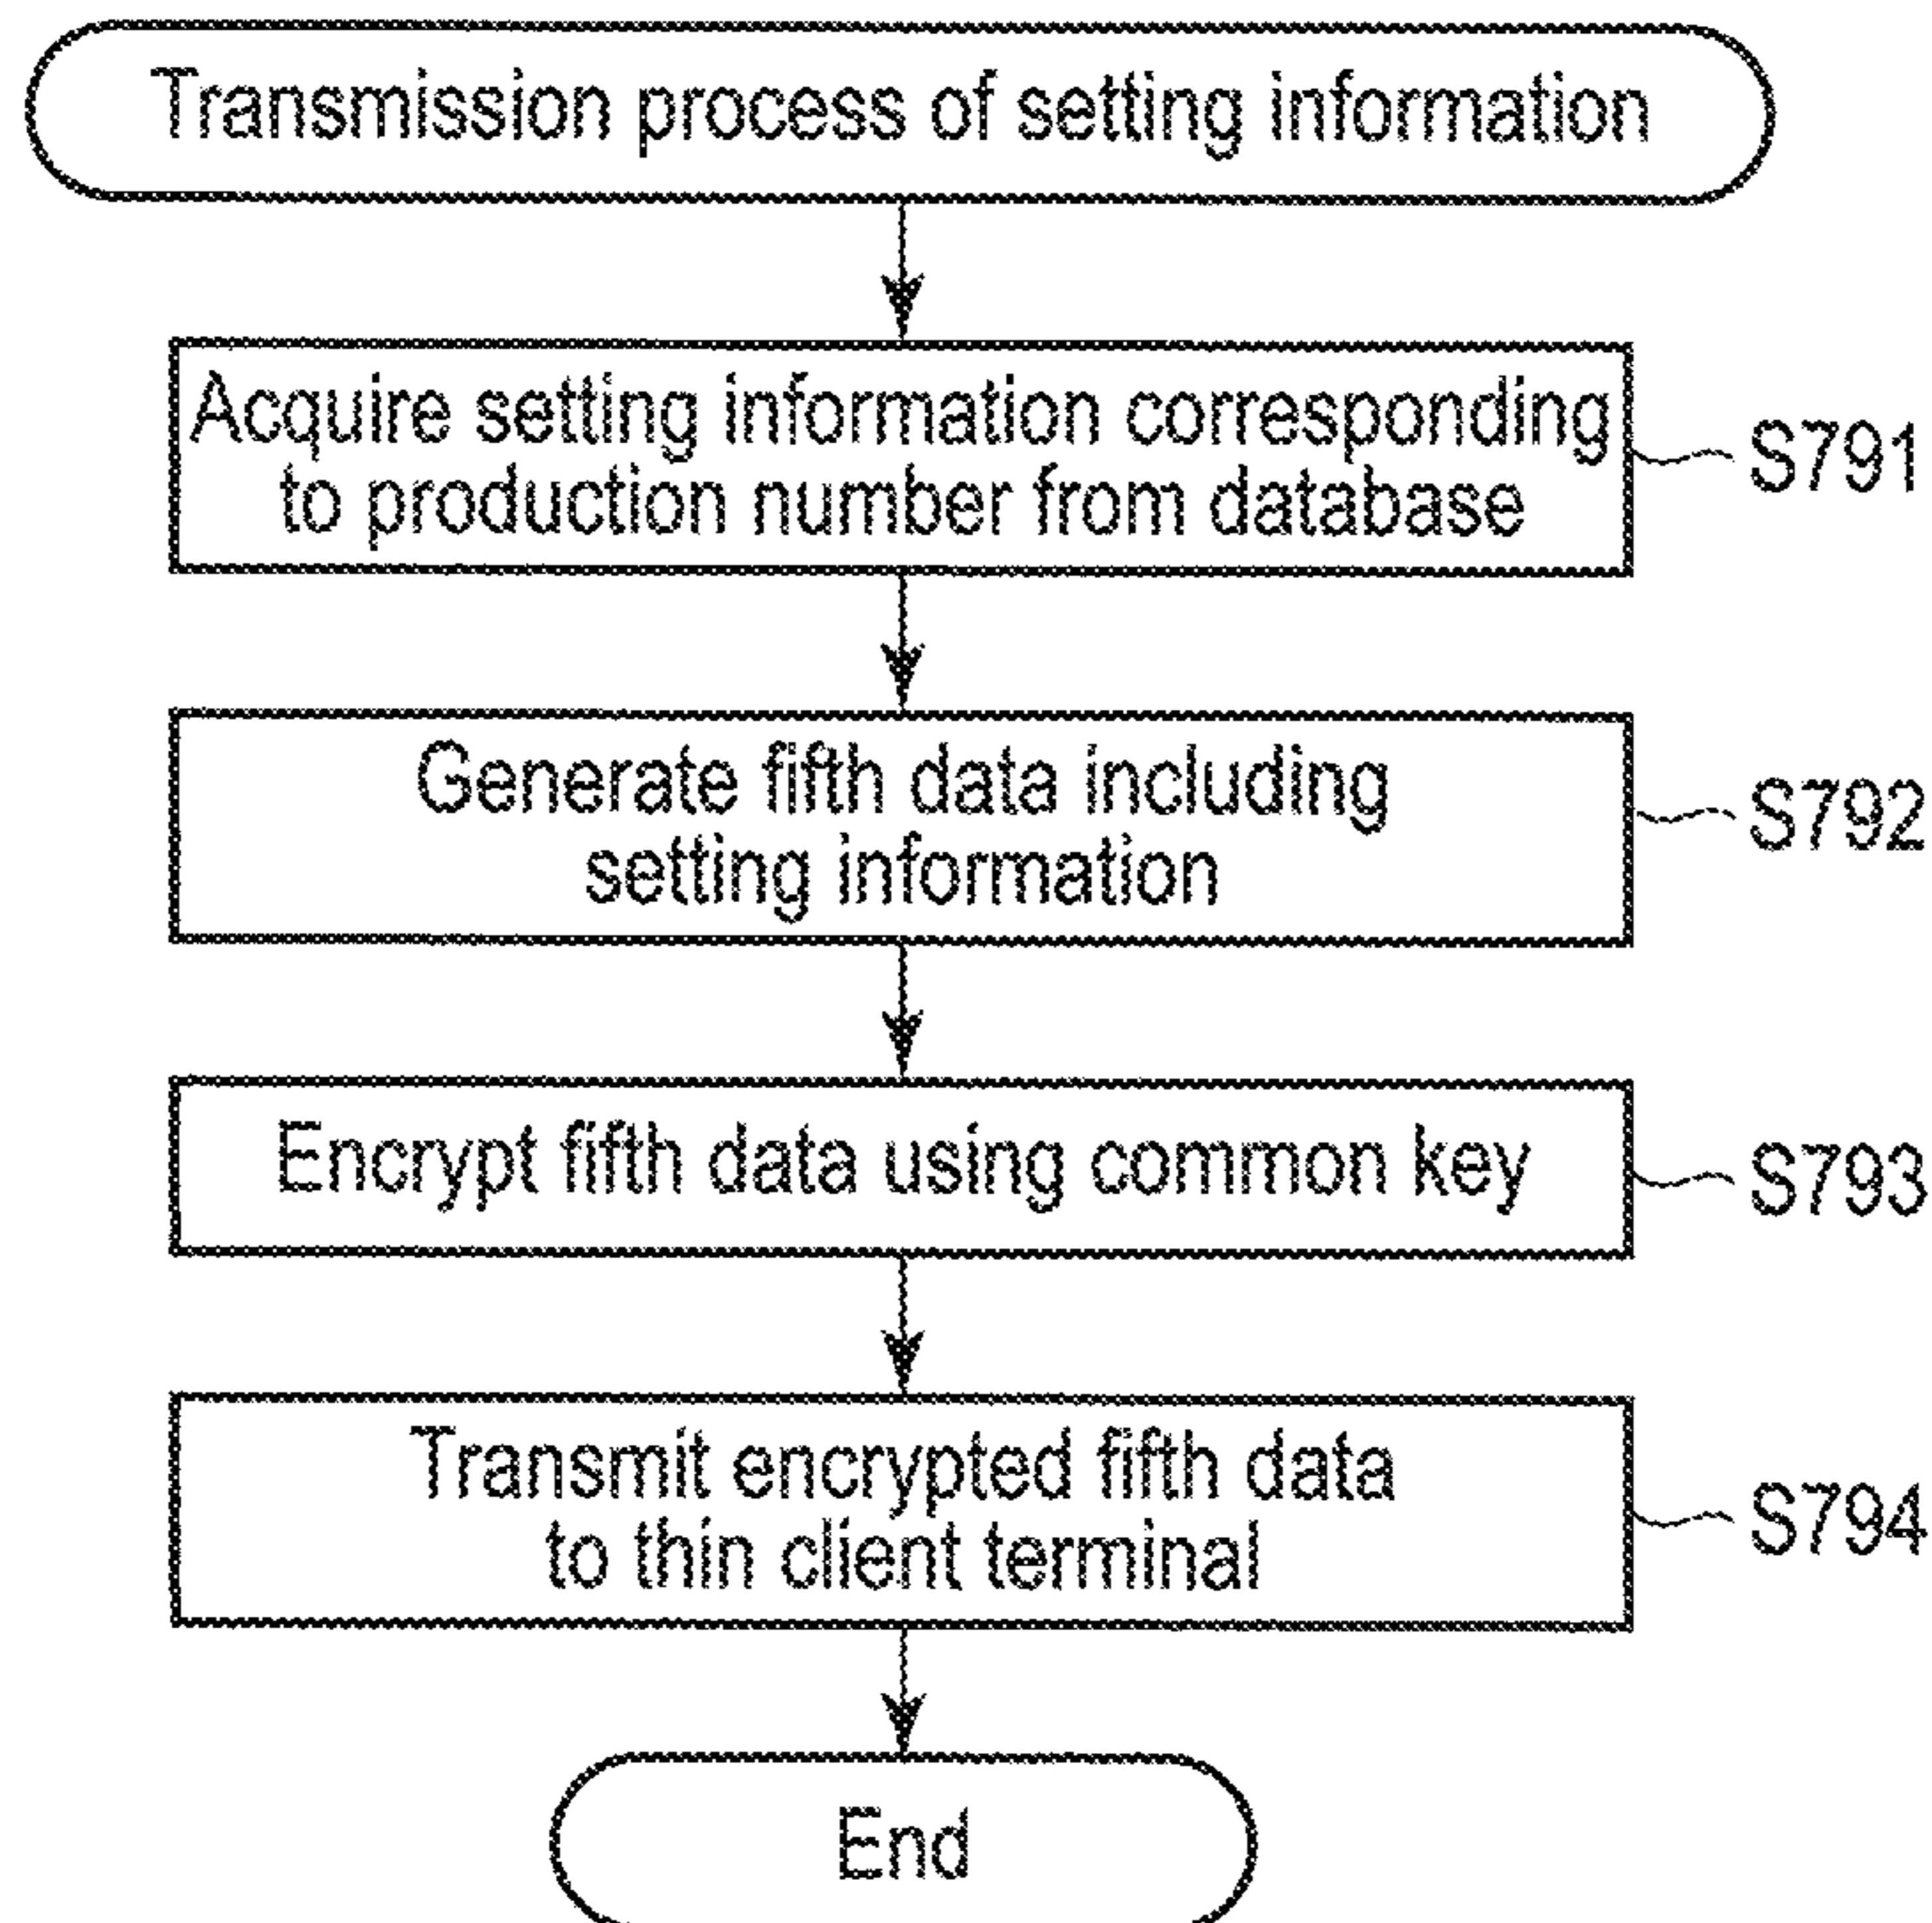 Transmission process of setting information
Acquire setting information corresponding
to production number from database
S791
Generate fifth data including
setting information
S792
Encrypt fifth data using common key
S793
Transmit encrypted fifth data
to thin client terminal
S794
End